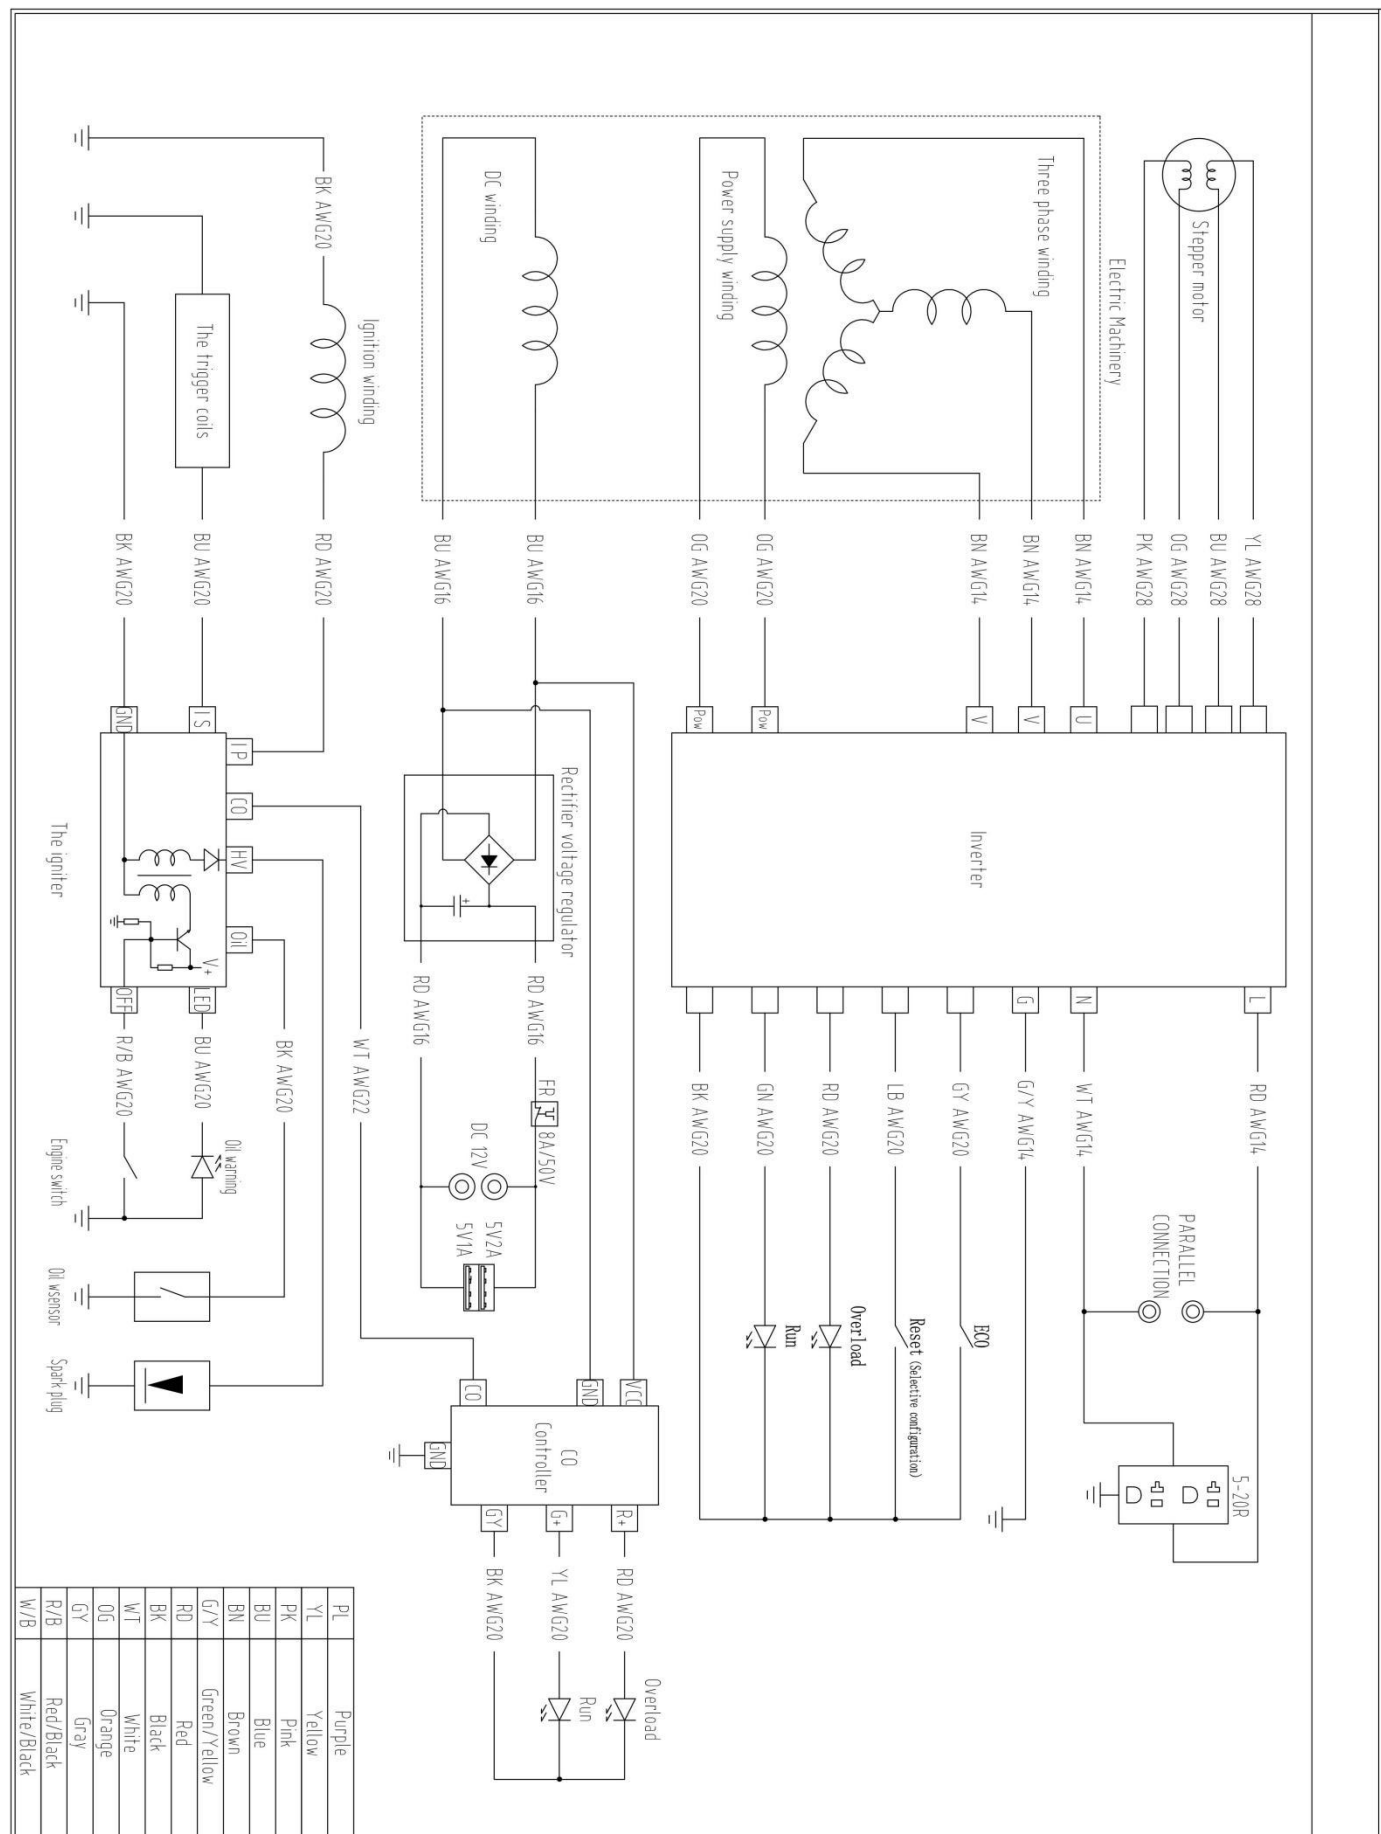 Stepper motor
YL AWG28
BU AWG28
OG AWG28
PK AWG28
Electric Machinery
Three phase winding
BN AWG14
BN AWG14
BN AWG14
Power supply winding
OG AWG20
OG AWG20
DC winding
BU AWG16
BU AWG16
Ignition winding
BK AWG20
RD AWG20
The trigger coils
BU AWG20
BK AWG20
U
V
V
Pow
Pow
Inverter
L
N
G
RD AWG14
WT AWG14
G/Y AWG14
GY AWG20
LB AWG20
RD AWG20
GN AWG20
BK AWG20
PARALLEL
CONNECTION
5-20R
ECO
Reset (Selective configuration)
Overload
Run
Rectifier voltage regulator
+
RD AWG16
RD AWG16
FR
8A/50V
DC 12V
5V2A
5V1A
VCC
GND
CO
CO
Controller
GND
R+
G+
GY
RD AWG20
YL AWG20
BK AWG20
Overload
Run
IP
CO
HV
Oil
IS
GND
LED
OFF
V+
The igniter
WT AWG22
BK AWG20
BU AWG20
R/B AWG20
Oil warning
Engine switch
Oil wsensor
Spark plug
PL Purple
YL Yellow
PK Pink
BU Blue
BN Brown
G/Y Green/Yellow
RD Red
BK Black
WT White
OG Orange
GY Gray
R/B Red/Black
W/B White/Black